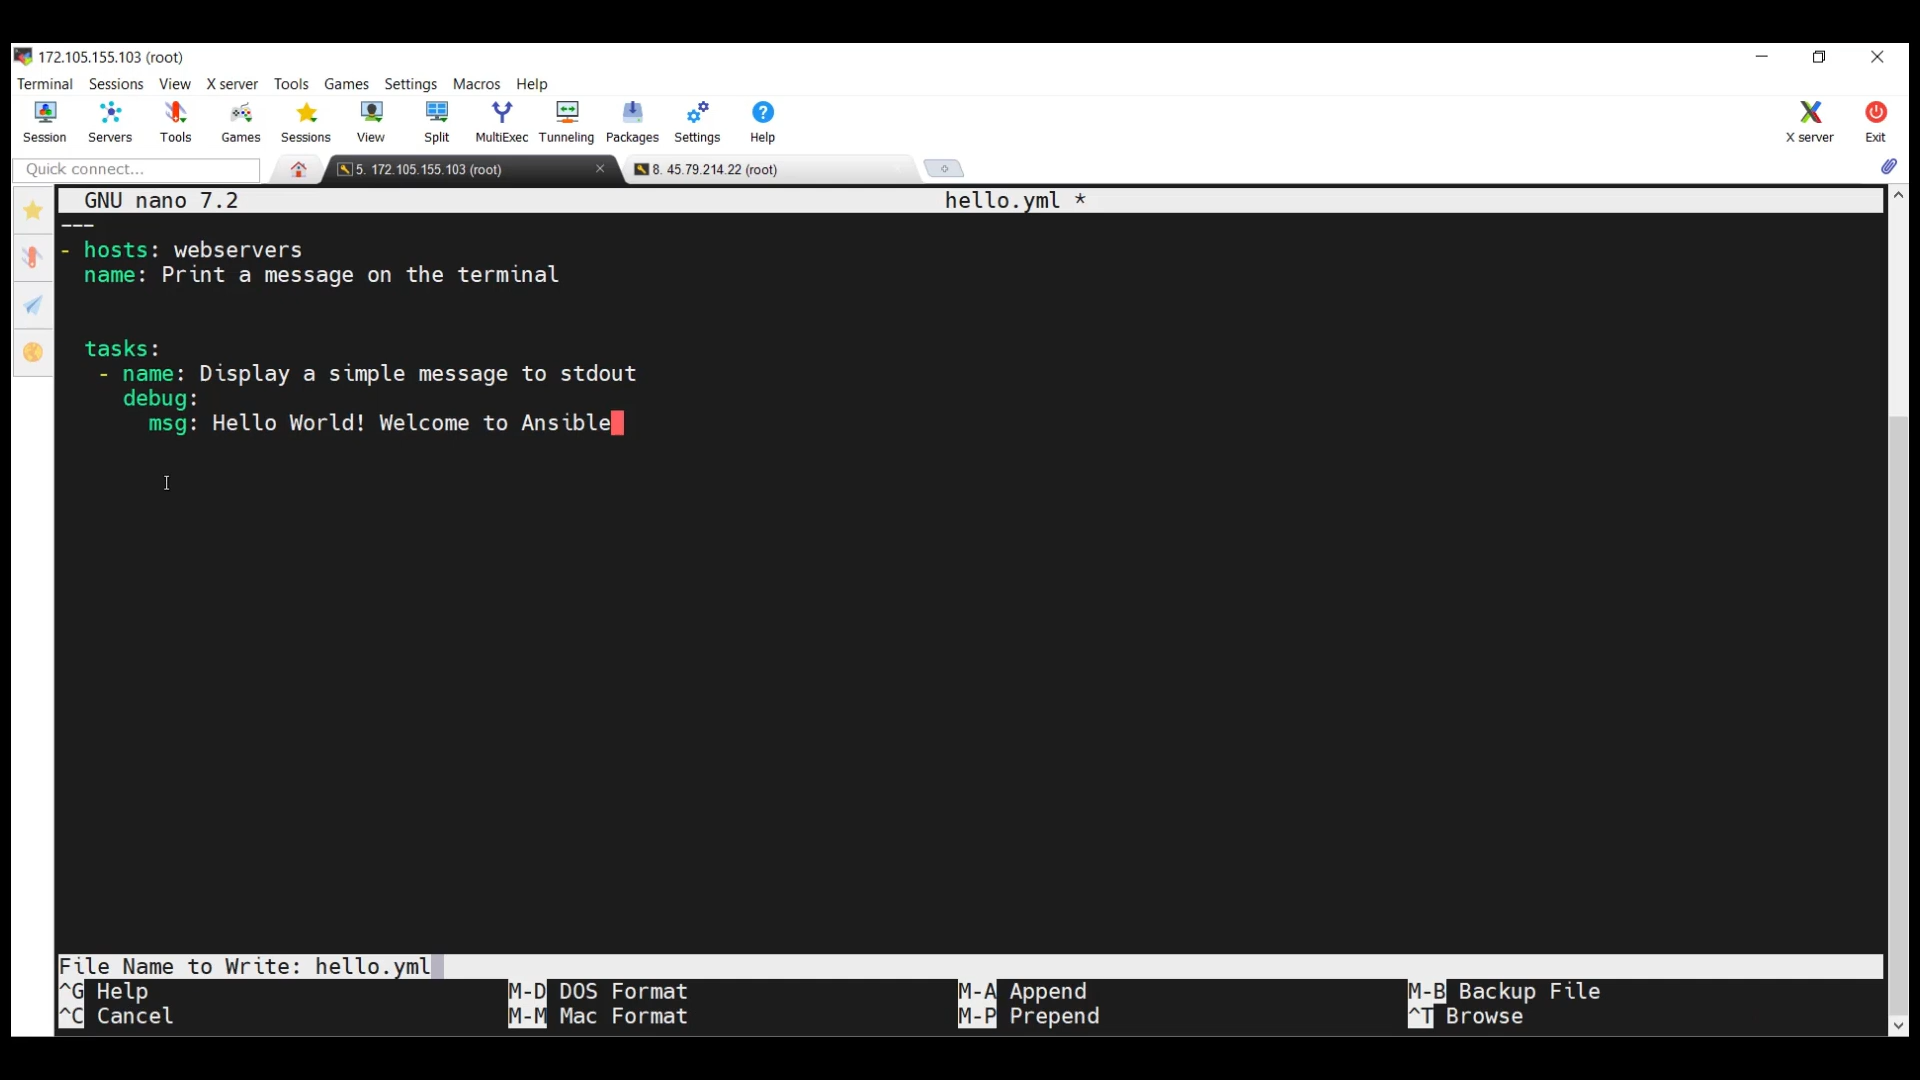 172.105.155.103 (root)
Terminal Sessions View X server Tools Games Settings Macros Help
Session Servers Tools Games Sessions View Split MultiExec Tunneling Packages Settings Help X server Exit
Quick connect... 5. 172.105.155.103 (root) 8. 45.79.214.22 (root)
GNU nano 7.2 hello.yml *
---
- hosts: webservers
  name: Print a message on the terminal
  tasks:
   - name: Display a simple message to stdout
     debug:
       msg: Hello World! Welcome to Ansible
File Name to Write: hello.yml
^G Help M-D DOS Format M-A Append M-B Backup File
^C Cancel M-M Mac Format M-P Prepend ^T Browse